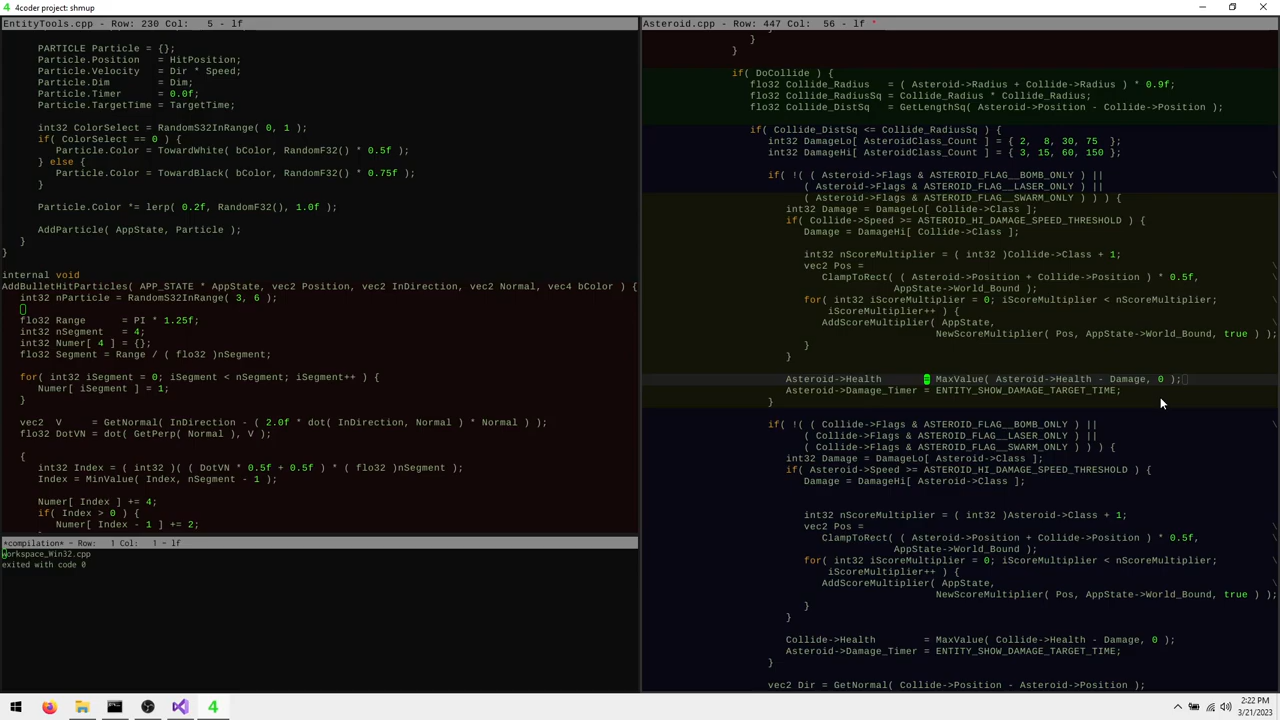 4coder project: shmup
EntityTools.cpp - Row: 230 Col:   5 - lf
    PARTICLE Particle = {};
    Particle.Position   = HitPosition;
    Particle.Velocity   = Dir * Speed;
    Particle.Dim        = Dim;
    Particle.Timer      = 0.0f;
    Particle.TargetTime = TargetTime;
    int32 ColorSelect = RandomS32InRange( 0, 1 );
    if( ColorSelect == 0 ) {
        Particle.Color = TowardWhite( bColor, RandomF32() * 0.5f );
    } else {
        Particle.Color = TowardBlack( bColor, RandomF32() * 0.75f );
    }
    Particle.Color *= lerp( 0.2f, RandomF32(), 1.0f );
    AddParticle( AppState, Particle );
  }
}
internal void
AddBulletHitParticles( APP_STATE * AppState, vec2 Position, vec2 InDirection, vec2 Normal, vec4 bColor ) {
  int32 nParticle = RandomS32InRange( 3, 6 );
  flo32 Range      = PI * 1.25f;
  int32 nSegment   = 4;
  int32 Numer[ 4 ] = {};
  flo32 Segment = Range / ( flo32 )nSegment;
  for( int32 iSegment = 0; iSegment < nSegment; iSegment++ ) {
    Numer[ iSegment ] = 1;
  }
  vec2  V     = GetNormal( InDirection - ( 2.0f * dot( InDirection, Normal ) * Normal ) );
  flo32 DotVN = dot( GetPerp( Normal ), V );
  {
    int32 Index = ( int32 )( ( DotVN * 0.5f + 0.5f ) * ( flo32 )nSegment );
    Index = MinValue( Index, nSegment - 1 );
    Numer[ Index ] += 4;
    if( Index > 0 ) {
      Numer[ Index - 1 ] += 2;
*compilation* - Row:   1 Col:   1 - lf
workspace_Win32.cpp
exited with code 0
Asteroid.cpp - Row: 447 Col:  56 - lf *
}
}
if( DoCollide ) {
  flo32 Collide_Radius   = ( Asteroid->Radius + Collide->Radius ) * 0.9f;
  flo32 Collide_RadiusSq = Collide_Radius * Collide_Radius;
  flo32 Collide_DistSq   = GetLengthSq( Asteroid->Position - Collide->Position );
  if( Collide_DistSq <= Collide_RadiusSq ) {
    int32 DamageLo[ AsteroidClass_Count ] = { 2,  8, 30, 75  };
    int32 DamageHi[ AsteroidClass_Count ] = { 3, 15, 60, 150 };
    if( !( ( Asteroid->Flags & ASTEROID_FLAG__BOMB_ONLY ) || \
          ( Asteroid->Flags & ASTEROID_FLAG__LASER_ONLY ) || \
          ( Asteroid->Flags & ASTEROID_FLAG__SWARM_ONLY ) ) ) {
      int32 Damage = DamageLo[ Collide->Class ];
      if( Collide->Speed >= ASTEROID_HI_DAMAGE_SPEED_THRESHOLD ) {
        Damage = DamageHi[ Collide->Class ];
        int32 nScoreMultiplier = ( int32 )Collide->Class + 1;
        vec2 Pos =
          ClampToRect( ( Asteroid->Position + Collide->Position ) * 0.5f,
                      AppState->World_Bound );
        for( int32 iScoreMultiplier = 0; iScoreMultiplier < nScoreMultiplier;
            iScoreMultiplier++ ) {
          AddScoreMultiplier( AppState,
                             NewScoreMultiplier( Pos, AppState->World_Bound, true ) );
        }
      }
      Asteroid->Health       = MaxValue( Asteroid->Health - Damage, 0 );
      Asteroid->Damage_Timer = ENTITY_SHOW_DAMAGE_TARGET_TIME;
    }
    if( !( ( Collide->Flags & ASTEROID_FLAG__BOMB_ONLY ) || \
          ( Collide->Flags & ASTEROID_FLAG__LASER_ONLY ) || \
          ( Collide->Flags & ASTEROID_FLAG__SWARM_ONLY ) ) ) {
      int32 Damage = DamageLo[ Asteroid->Class ];
      if( Asteroid->Speed >= ASTEROID_HI_DAMAGE_SPEED_THRESHOLD ) {
        Damage = DamageHi[ Asteroid->Class ];
        int32 nScoreMultiplier = ( int32 )Asteroid->Class + 1;
        vec2 Pos =
          ClampToRect( ( Asteroid->Position + Collide->Position ) * 0.5f,
                      AppState->World_Bound );
        for( int32 iScoreMultiplier = 0; iScoreMultiplier < nScoreMultiplier;
            iScoreMultiplier++ ) {
          AddScoreMultiplier( AppState,
                             NewScoreMultiplier( Pos, AppState->World_Bound, true ) );
        }
      }
      Collide->Health        = MaxValue( Collide->Health - Damage, 0 );
      Asteroid->Damage_Timer = ENTITY_SHOW_DAMAGE_TARGET_TIME;
    }
    vec2 Dir = GetNormal( Collide->Position - Asteroid->Position );
4
2:22 PM
3/21/2023